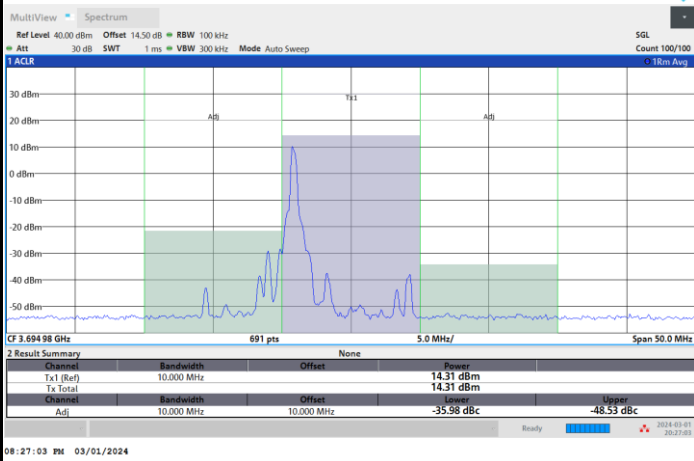 MultiView Spectrum
Ref Level 40.00 dBm Offset 14.50 dB RBW 100 kHz SGL
Att 30 dB SWT 1 ms VBW 300 kHz Mode Auto Sweep Count 100/100
1 ACLR 1Rm Avg
30 dBm
Tx1
20 dBm
Adj Adj
10 dBm
0 dBm
-10 dBm
-20 dBm
-30 dBm
-40 dBm
-50 dBm
CF 3.694 98 GHz 691 pts 5.0 MHz/ Span 50.0 MHz
2 Result Summary None
Channel Bandwidth Offset Power
Tx1 (Ref) 10.000 MHz 14.31 dBm
Tx Total 14.31 dBm
Channel Bandwidth Offset Lower Upper
Adj 10.000 MHz 10.000 MHz -35.98 dBc -48.53 dBc
Ready 2024-03-01
20:27:03
08:27:03 PM 03/01/2024